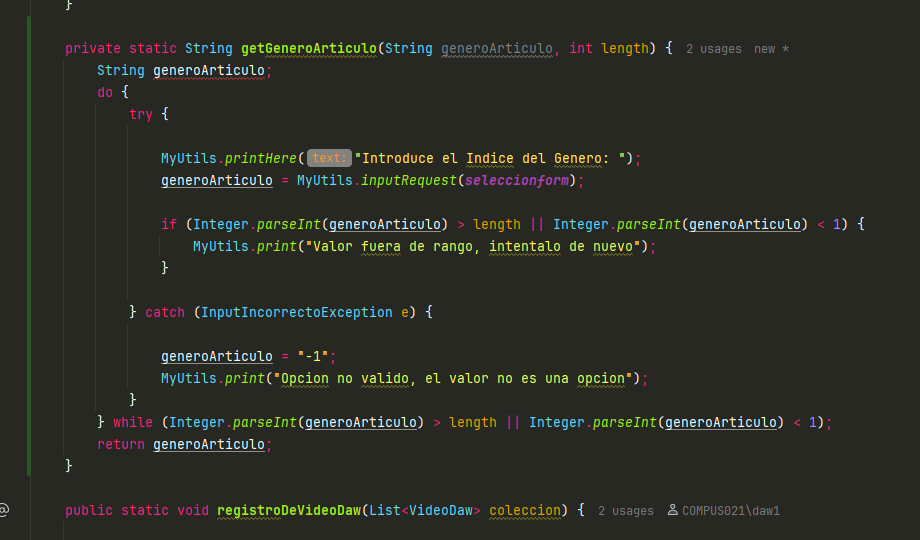 }
private static String getGeneroArticulo(String generoArticulo, int length) { 2 usages new *
String generoArticulo;
do {
try {
MyUtils.printHere( text: "Introduce el Indice del Genero: ");
generoArticulo = MyUtils.inputRequest(seleccionform);
if (Integer.parseInt(generoArticulo) > length || Integer.parseInt(generoArticulo) < 1) {
MyUtils.print("Valor fuera de rango, intentalo de nuevo");
}
} catch (InputIncorrectoException e) {
generoArticulo = "-1";
MyUtils.print("Opcion no valido, el valor no es una opcion");
}
} while (Integer.parseInt(generoArticulo) > length || Integer.parseInt(generoArticulo) < 1);
return generoArticulo;
}
@ public static void registroDeVideoDaw(List<VideoDaw> coleccion) { 2 usages COMPUS021\daw1